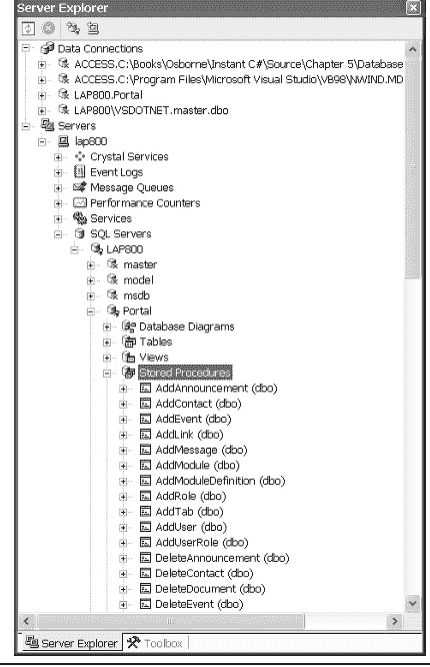 Server Explorer
Data Connections
ACCESS.C:\Books\Osborne\Instant C#\Source\Chapter 5\Database
ACCESS.C:\Program Files\Microsoft Visual Studio\VB98\NWIND.MD
LAP800.Portal
LAP800\VSDOTNET.master.dbo
Servers
lap800
Crystal Services
Event Logs
Message Queues
Performance Counters
Services
SQL Servers
LAP800
master
model
msdb
Portal
Database Diagrams
Tables
Views
Stored Procedures
AddAnnouncement (dbo)
AddContact (dbo)
AddEvent (dbo)
AddLink (dbo)
AddMessage (dbo)
AddModule (dbo)
AddModuleDefinition (dbo)
AddRole (dbo)
AddTab (dbo)
AddUser (dbo)
AddUserRole (dbo)
DeleteAnnouncement (dbo)
DeleteContact (dbo)
DeleteDocument (dbo)
DeleteEvent (dbo)
Server Explorer Toolbox